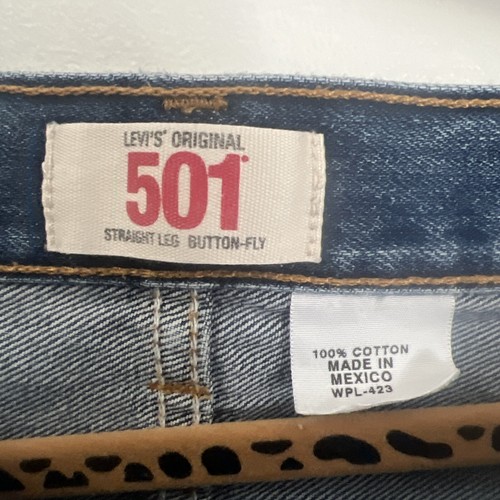 LEVI'S® ORIGINAL
501®
STRAIGHT LEG BUTTON-FLY
100% COTTON
MADE IN
MEXICO
WPL-423